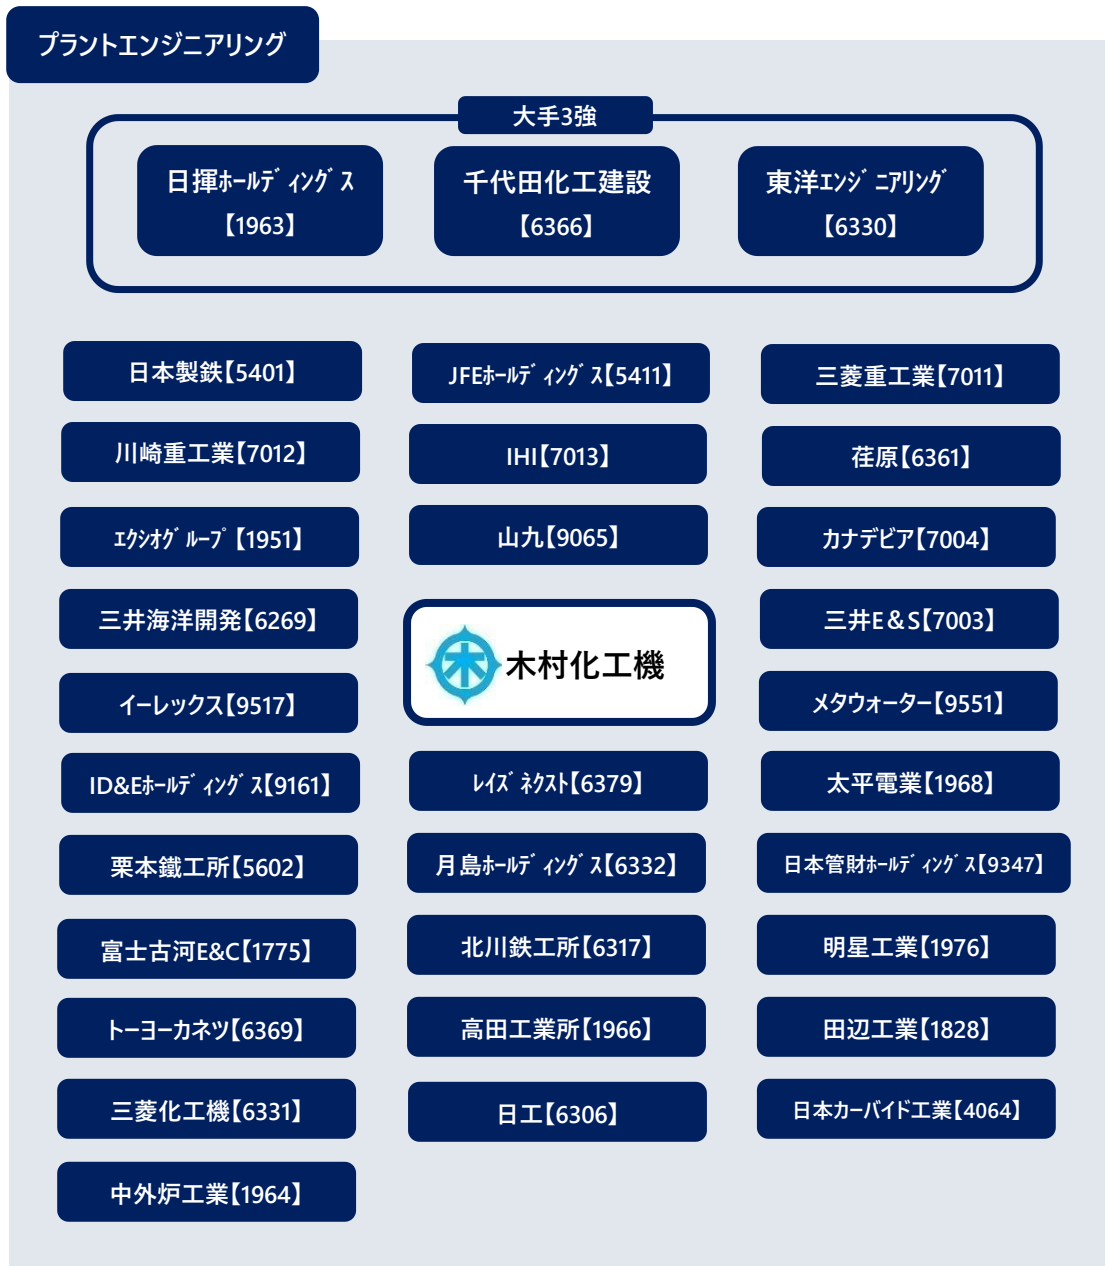 プラントエンジニアリング
大手3強
日揮ﾎｰﾙﾃﾞｨﾝｸﾞｽ
【1963】
千代田化工建設
【6366】
東洋ｴﾝｼﾞﾆｱﾘﾝｸﾞ
【6330】
日本製鉄【5401】
JFEﾎｰﾙﾃﾞｨﾝｸﾞｽ【5411】
三菱重工業【7011】
川崎重工業【7012】
IHI【7013】
荏原【6361】
ｴｸｼｵｸﾞﾙｰﾌﾟ【1951】
山九【9065】
カナデビア【7004】
三井海洋開発【6269】
木村化工機
三井E＆S【7003】
イーレックス【9517】
メタウォーター【9551】
ID&Eﾎｰﾙﾃﾞｨﾝｸﾞｽ【9161】
ﾚｲｽﾞﾈｸｽﾄ【6379】
太平電業【1968】
栗本鐵工所【5602】
月島ﾎｰﾙﾃﾞｨﾝｸﾞｽ【6332】
日本管財ﾎｰﾙﾃﾞｨﾝｸﾞｽ【9347】
富士古河E&C【1775】
北川鉄工所【6317】
明星工業【1976】
トーヨーカネツ【6369】
高田工業所【1966】
田辺工業【1828】
三菱化工機【6331】
日工【6306】
日本カーバイド工業【4064】
中外炉工業【1964】